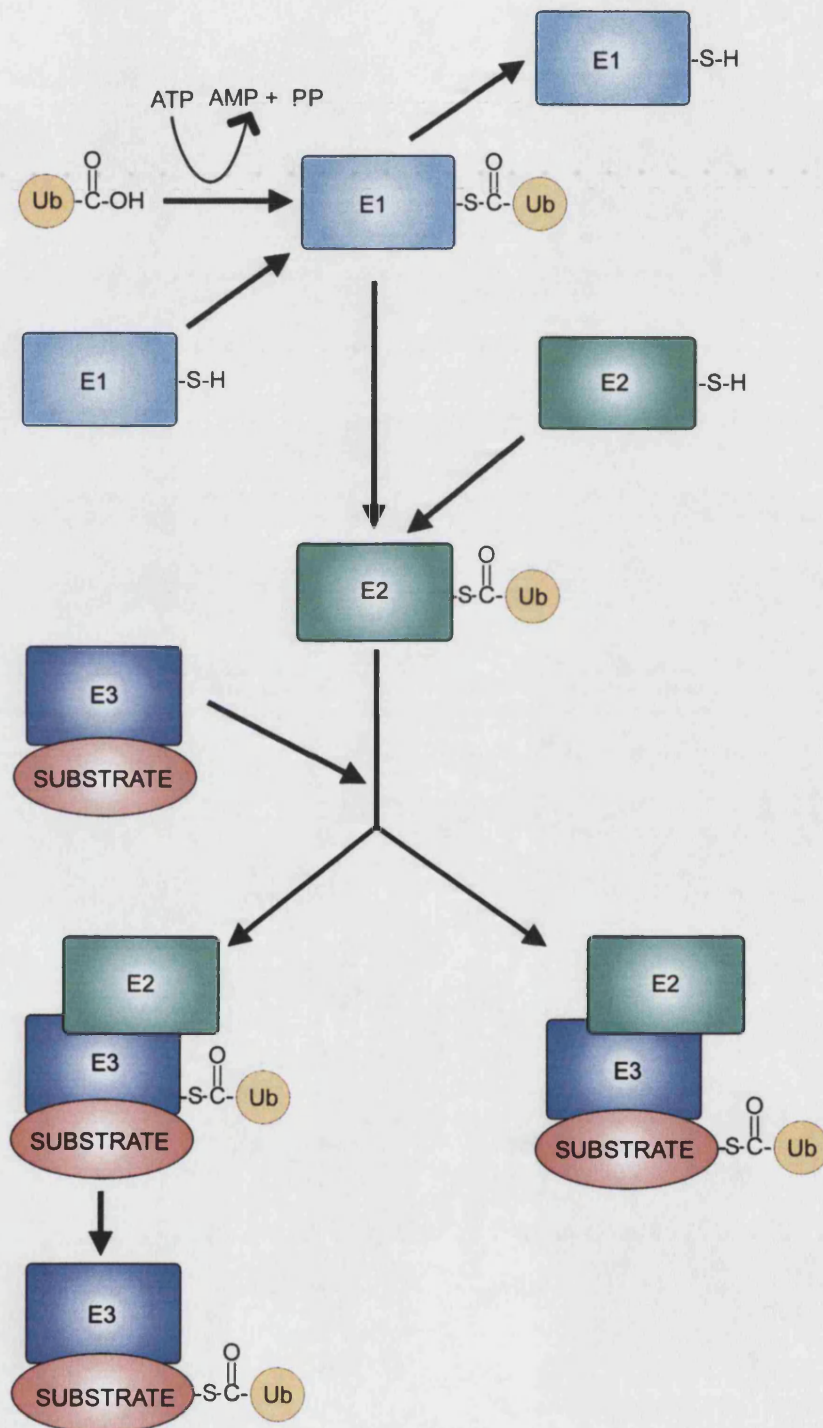 E1 -S-H
ATP AMP + PP
Ub -C-OH
O
E1 -S-C- Ub
O
E1 -S-H
E2 -S-H
E2 -S-C- Ub
O
E3
SUBSTRATE
E2
E3 -S-C- Ub
O
SUBSTRATE
E2
E3
SUBSTRATE -S-C- Ub
O
E3
SUBSTRATE -S-C- Ub
O